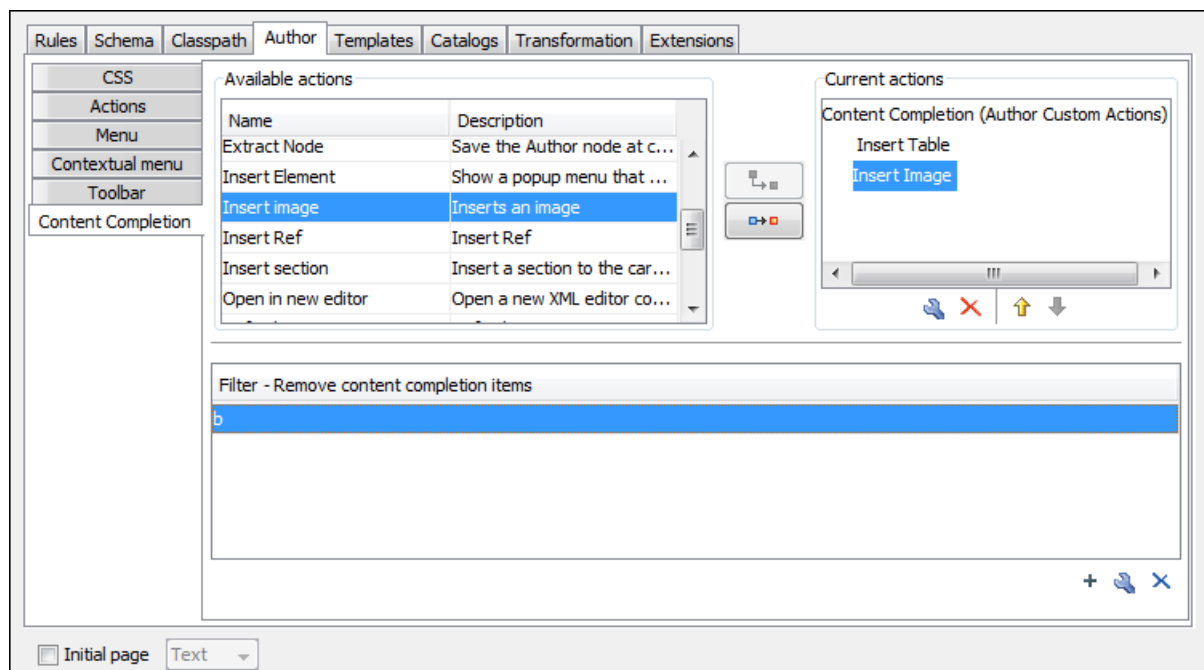 Rules Schema Classpath Author Templates Catalogs Transformation Extensions
CSS
Actions
Menu
Contextual menu
Toolbar
Content Completion
Available actions
Name Description
Extract Node Save the Author node at c...
Insert Element Show a popup menu that ...
Insert image Inserts an image
Insert Ref Insert Ref
Insert section Insert a section to the car...
Open in new editor Open a new XML editor co...
Current actions
Content Completion (Author Custom Actions)
Insert Table
Insert Image
Filter - Remove content completion items
b
Initial page Text